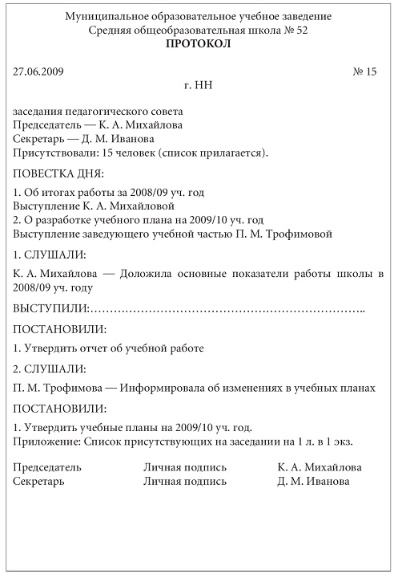 Муниципальное образовательное учебное заведение
Средняя общеобразовательная школа № 52
ПРОТОКОЛ
27.06.2009 № 15
г. НН
заседания педагогического совета
Председатель — К. А. Михайлова
Секретарь — Д. М. Иванова
Присутствовали: 15 человек (список прилагается).
ПОВЕСТКА ДНЯ:
1. Об итогах работы за 2008/09 уч. год
Выступление К. А. Михайловой
2. О разработке учебного плана на 2009/10 уч. год
Выступление заведующего учебной частью П. М. Трофимовой
1. СЛУШАЛИ:
К. А. Михайлова — Доложила основные показатели работы школы в
2008/09 уч. году
ВЫСТУПИЛИ:…………………………………………………………..
ПОСТАНОВИЛИ:
1. Утвердить отчет об учебной работе
2. СЛУШАЛИ:
П. М. Трофимова — Информировала об изменениях в учебных планах
ПОСТАНОВИЛИ:
1. Утвердить учебные планы на 2009/10 уч. год.
Приложение: Список присутствующих на заседании на 1 л. в 1 экз.
Председатель Личная подпись К. А. Михайлова
Секретарь Личная подпись Д. М. Иванова